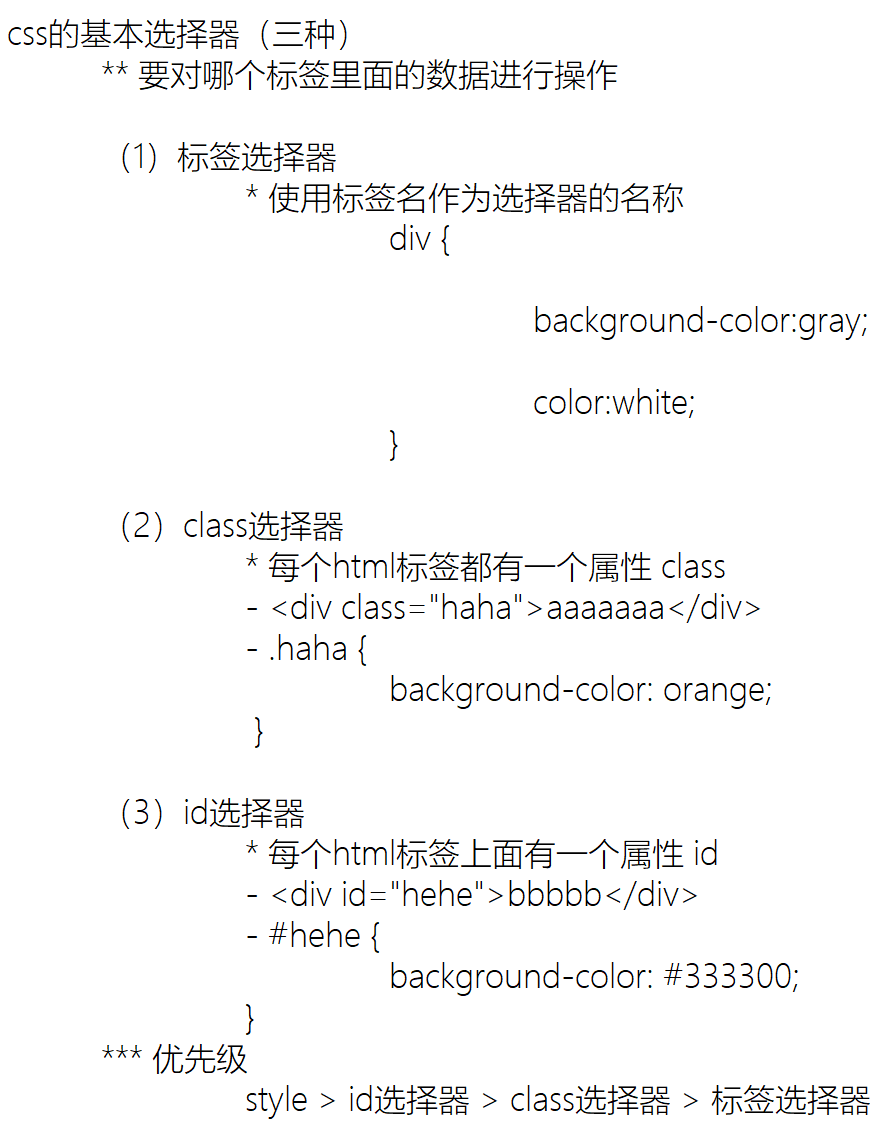 css的基本选择器（三种）
** 要对哪个标签里面的数据进行操作
（1）标签选择器
* 使用标签名作为选择器的名称
div {
background-color:gray;
color:white;
}
（2）class选择器
* 每个html标签都有一个属性 class
- <div class="haha">aaaaaaa</div>
- .haha {
background-color: orange;
}
（3）id选择器
* 每个html标签上面有一个属性 id
- <div id="hehe">bbbbb</div>
- #hehe {
background-color: #333300;
}
*** 优先级
style > id选择器 > class选择器 > 标签选择器